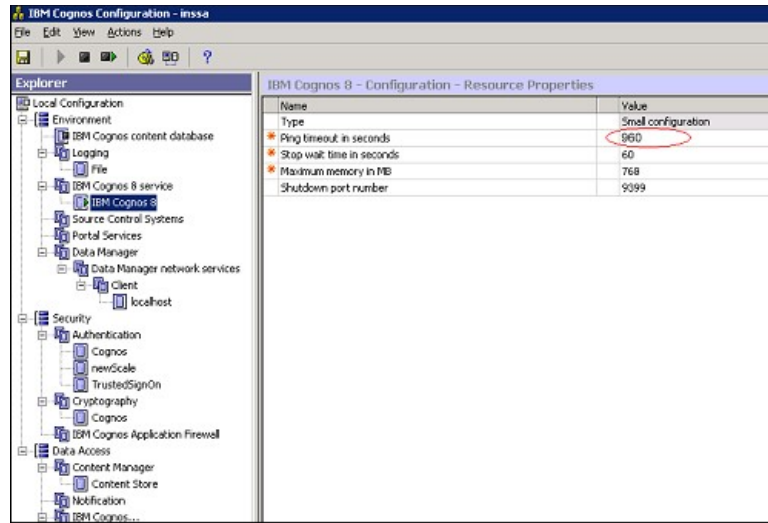 IBM Cognos Configuration - inssa
File Edit View Actions Help
Explorer
Local Configuration
Environment
IBM Cognos content database
Logging
File
IBM Cognos 8 service
IBM Cognos 8
Source Control Systems
Portal Services
Data Manager
Data Manager network services
Client
localhost
Security
Authentication
Cognos
newScale
TrustedSignOn
Cryptography
Cognos
IBM Cognos Application Firewall
Data Access
Content Manager
Content Store
Notification
IBM Cognos...
IBM Cognos 8 - Configuration - Resource Properties
Name Value
Type Small configuration
* Ping timeout in seconds 960
* Stop wait time in seconds 60
* Maximum memory in MB 768
Shutdown port number 9399